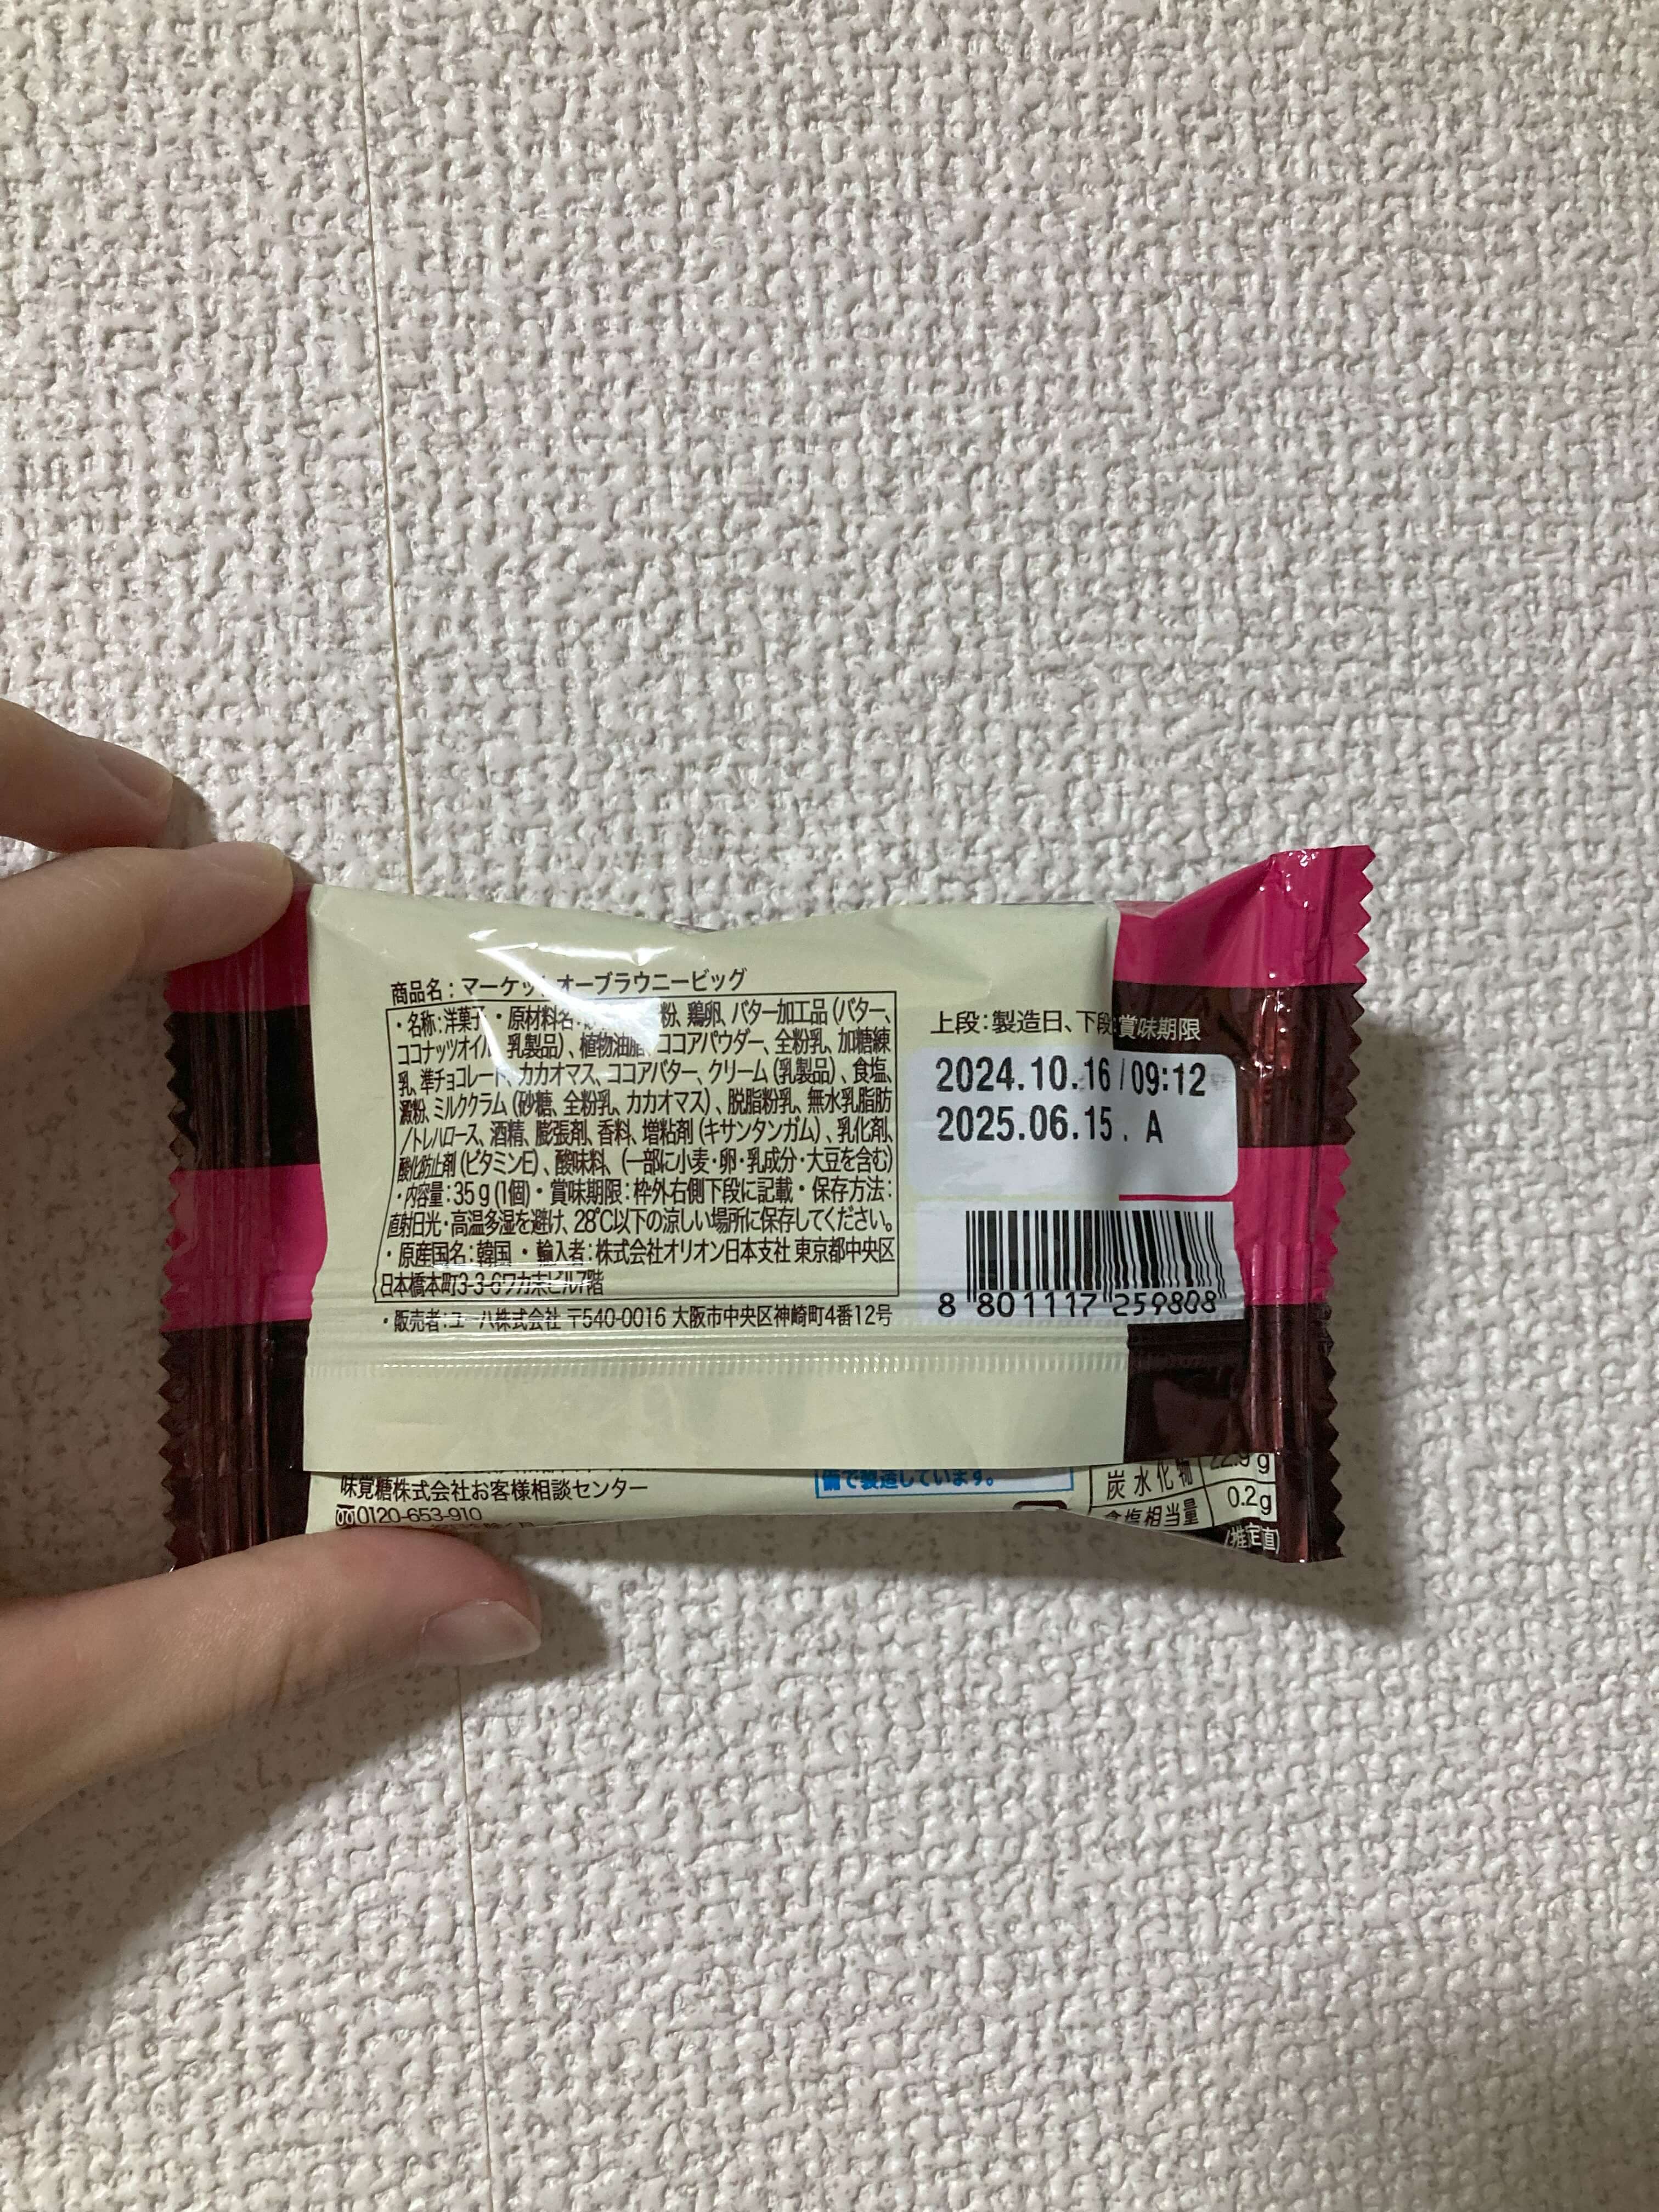 商品名：マーケットオーブラウニービッグ
・名称：洋菓子・原材料名： 粉、鶏卵、バター加工品（バター、
ココナッツオイル、乳製品）、植物油脂、ココアパウダー、全粉乳、加糖練
乳、準チョコレート、カカオマス、ココアバター、クリーム（乳製品）、食塩、
澱粉、ミルククラム（砂糖、全粉乳、カカオマス）、脱脂粉乳、無水乳脂肪
/トレハロース、酒精、膨張剤、香料、増粘剤（キサンタンガム）、乳化剤、
酸化防止剤（ビタミンE）、酸味料、（一部に小麦・卵・乳成分・大豆を含む）
・内容量：35g（1個）・賞味期限：枠外右側下段に記載・保存方法：
直射日光・高温多湿を避け、28℃以下の涼しい場所に保存してください。
・原産国名：韓国・輸入者：株式会社オリオン日本支社 東京都中央区
日本橋本町3-3-6ワカ末ビル7階
・販売者：ユーハ株式会社 〒540-0016 大阪市中央区神崎町4番12号
上段：製造日、下段：賞味期限
2024.10.16/09:12
2025.06.15. A
8 801117 259808
味覚糖株式会社お客様相談センター
0120-653-910
備で製造しています。
炭水化物 22.9g
食塩相当量 0.2g
(推定値)